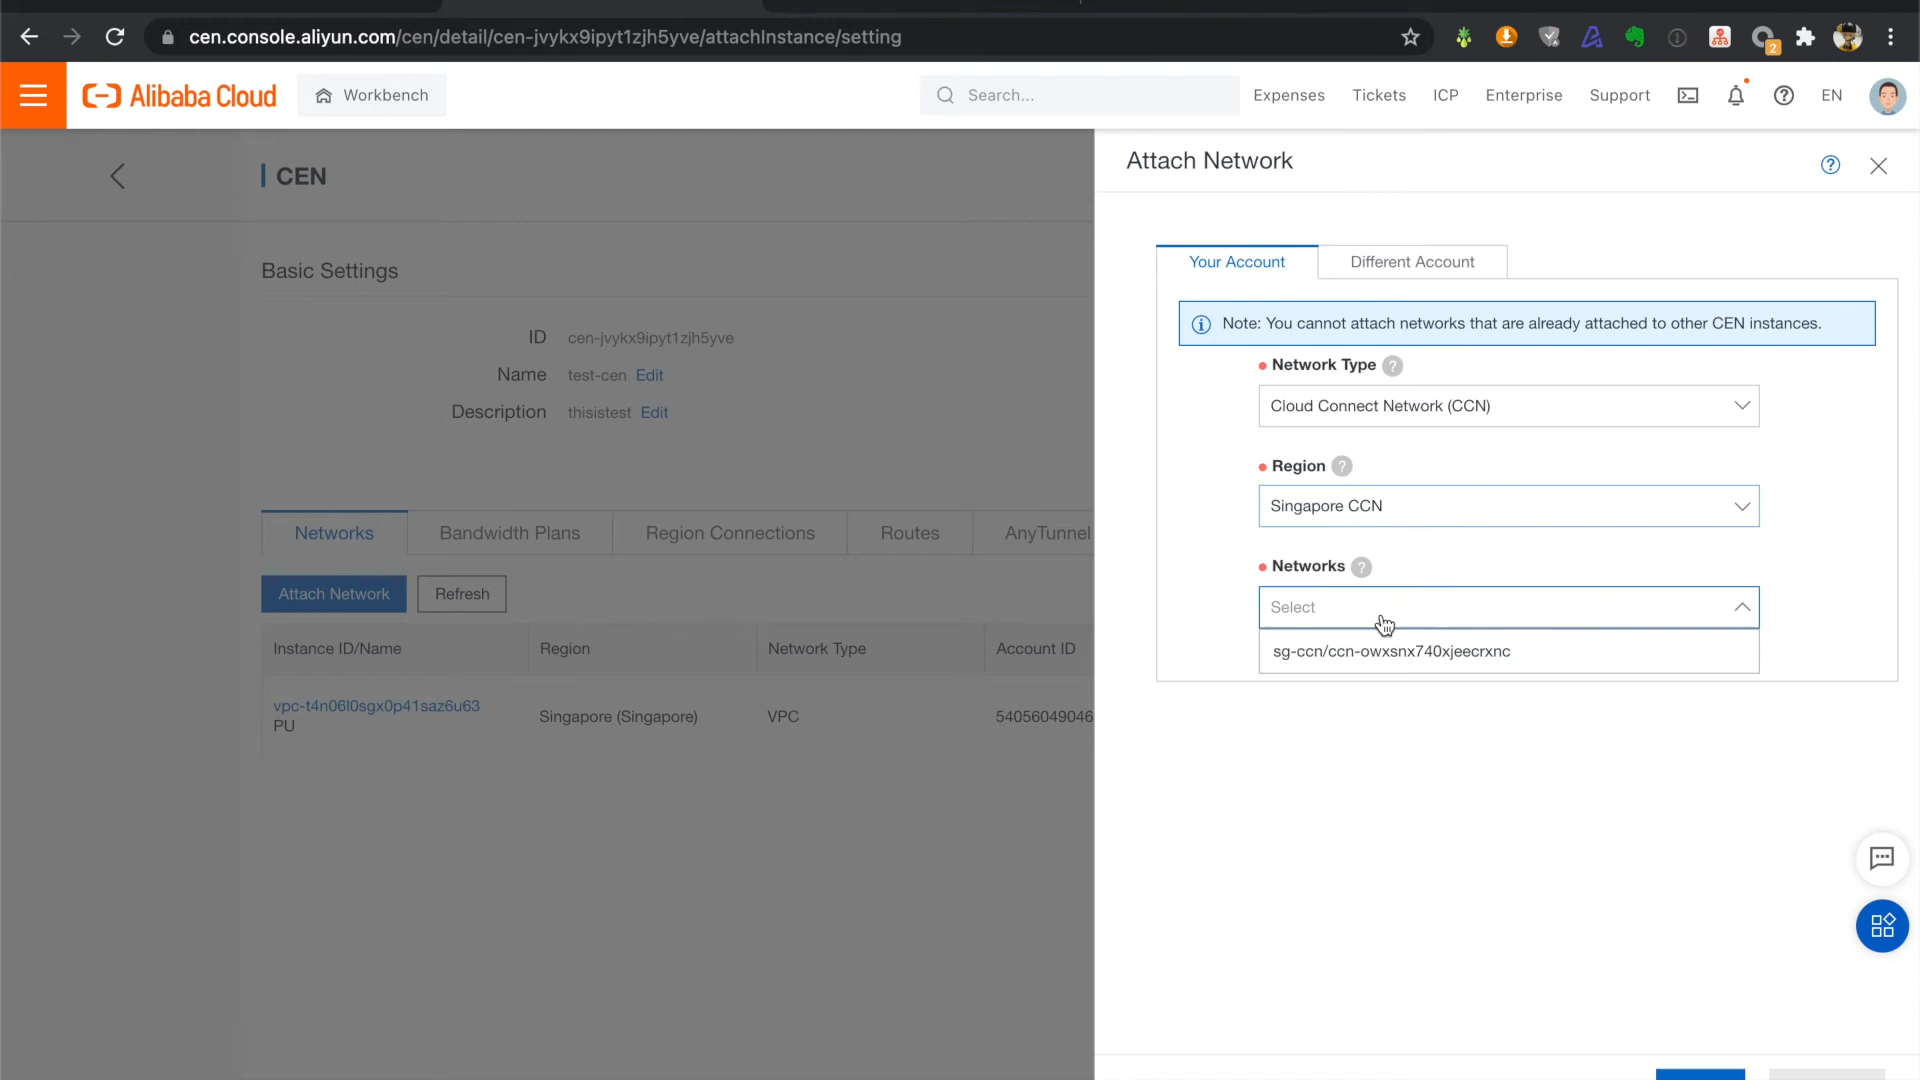 cen.console.aliyun.com/cen/detail/cen-jvykx9ipyt1zjh5yve/attachInstance/setting
2
Alibaba Cloud
Workbench
Search...
Expenses
Tickets
ICP
Enterprise
Support
EN
CEN
Basic Settings
ID cen-jvykx9ipyt1zjh5yve
Name test-cen Edit
Description thisistest Edit
Networks
Bandwidth Plans
Region Connections
Routes
AnyTunnel
Attach Network
Refresh
Instance ID/Name
Region
Network Type
Account ID
vpc-t4n06l0sgx0p41saz6u63
PU
Singapore (Singapore)
VPC
54056049046
Attach Network
Your Account
Different Account
Note: You cannot attach networks that are already attached to other CEN instances.
Network Type
Cloud Connect Network (CCN)
Region
Singapore CCN
Networks
Select
sg-ccn/ccn-owxsnx740xjeecrxnc